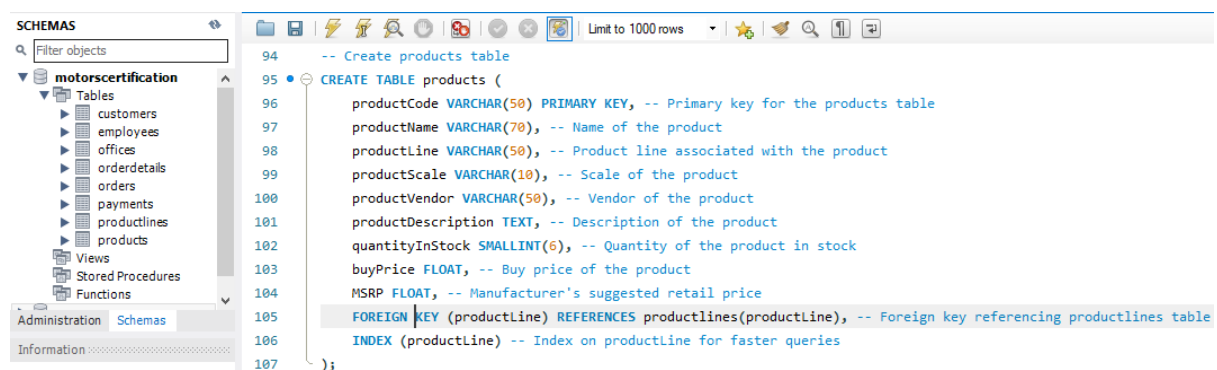 SCHEMAS
Filter objects
motorscertification
Tables
customers
employees
offices
orderdetails
orders
payments
productlines
products
Views
Stored Procedures
Functions
Administration Schemas
Information
Limit to 1000 rows
94 -- Create products table
95 CREATE TABLE products (
96 productCode VARCHAR(50) PRIMARY KEY, -- Primary key for the products table
97 productName VARCHAR(70), -- Name of the product
98 productLine VARCHAR(50), -- Product line associated with the product
99 productScale VARCHAR(10), -- Scale of the product
100 productVendor VARCHAR(50), -- Vendor of the product
101 productDescription TEXT, -- Description of the product
102 quantityInStock SMALLINT(6), -- Quantity of the product in stock
103 buyPrice FLOAT, -- Buy price of the product
104 MSRP FLOAT, -- Manufacturer's suggested retail price
105 FOREIGN KEY (productLine) REFERENCES productlines(productLine), -- Foreign key referencing productlines table
106 INDEX (productLine) -- Index on productLine for faster queries
107 );